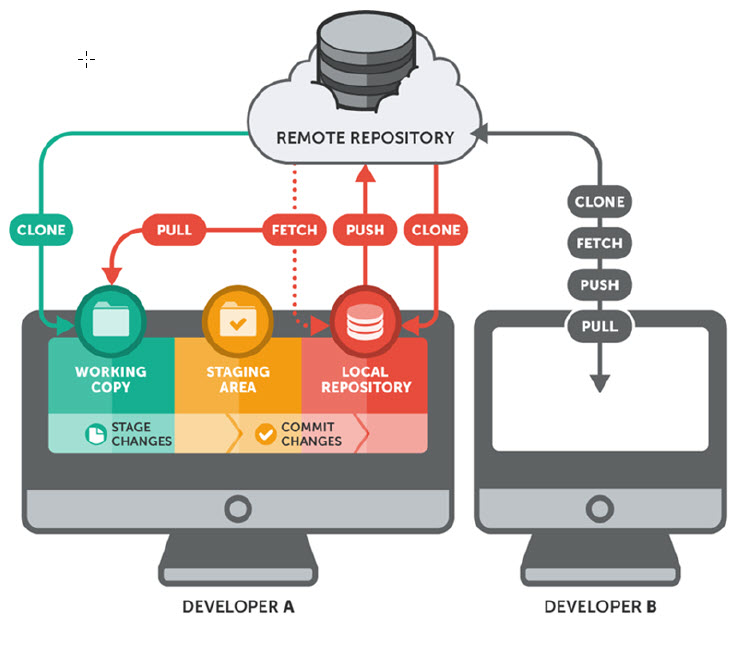 REMOTE REPOSITORY
CLONE
PULL
FETCH
PUSH
CLONE
CLONE
FETCH
PUSH
PULL
WORKING
COPY
STAGING
AREA
LOCAL
REPOSITORY
STAGE
CHANGES
COMMIT
CHANGES
DEVELOPER A
DEVELOPER B